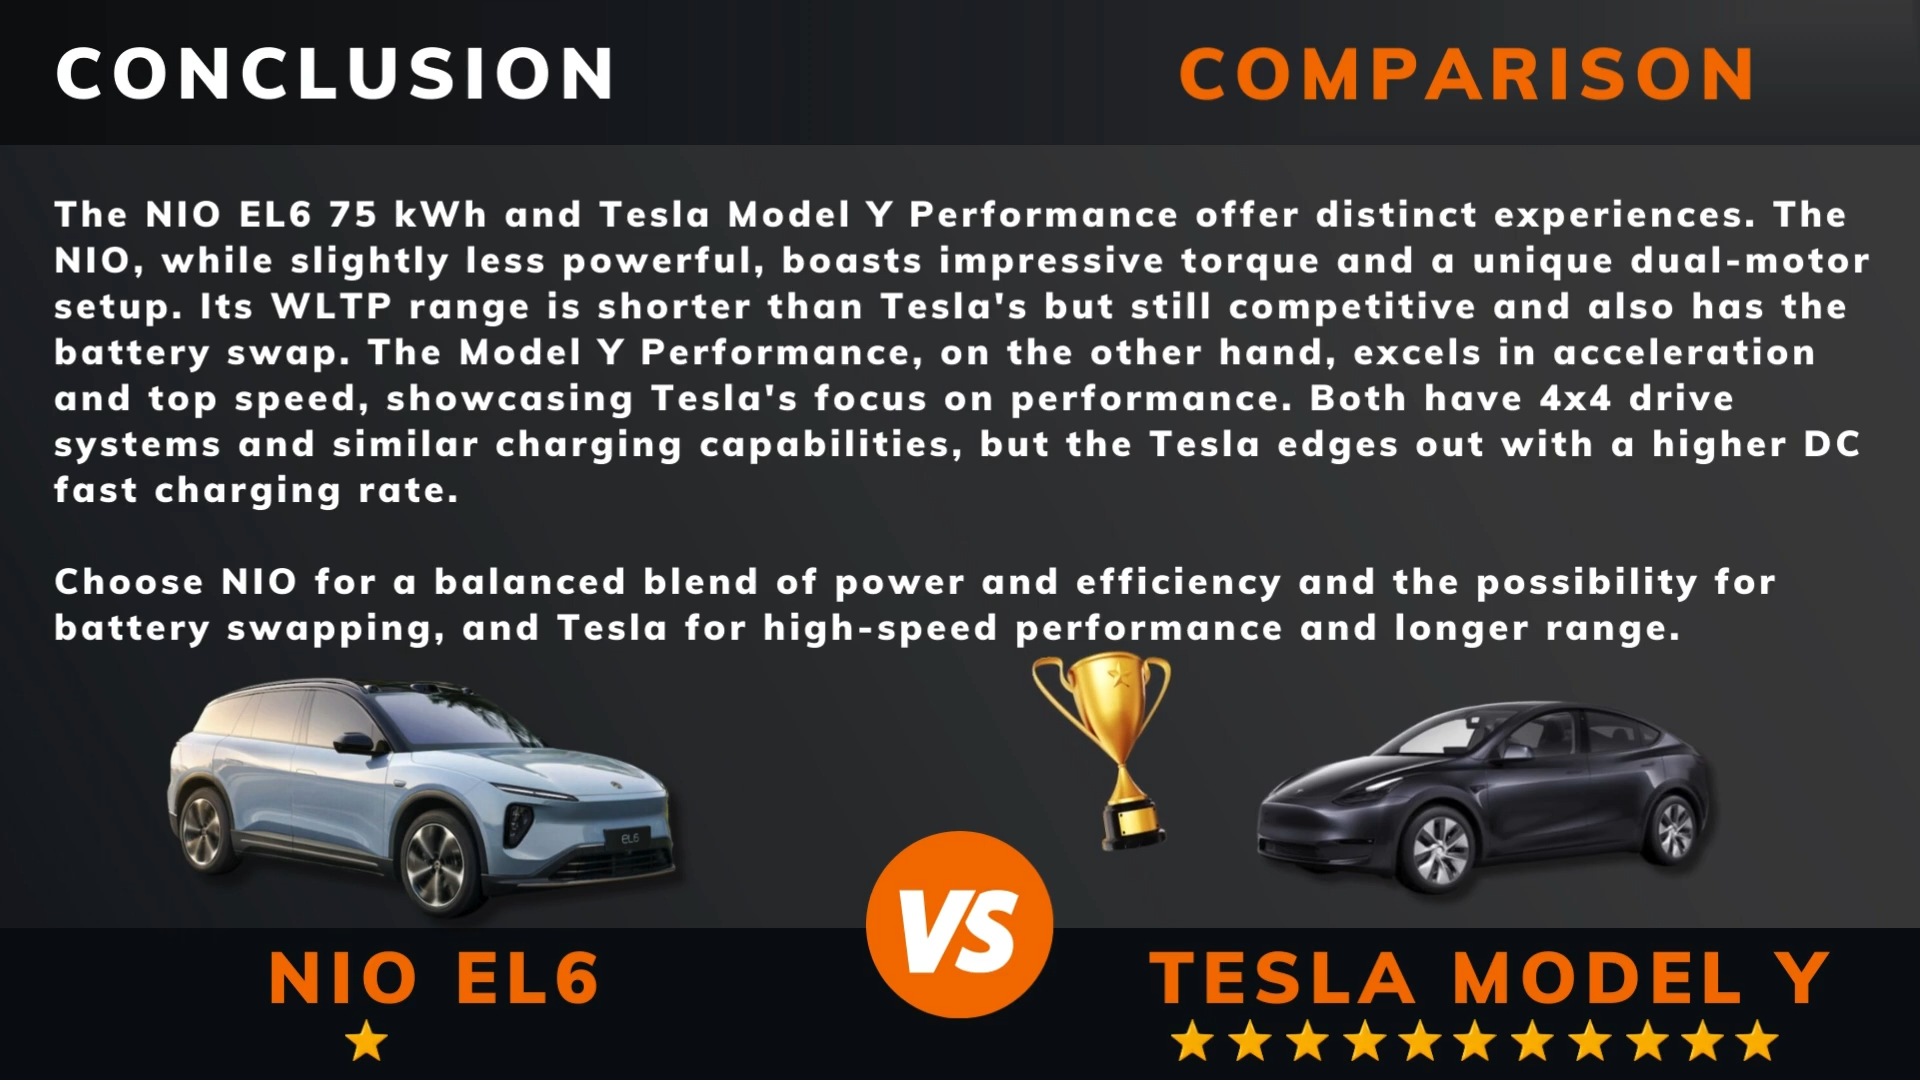 CONCLUSION
COMPARISON
The NIO EL6 75 kWh and Tesla Model Y Performance offer distinct experiences. The
NIO, while slightly less powerful, boasts impressive torque and a unique dual-motor
setup. Its WLTP range is shorter than Tesla's but still competitive and also has the
battery swap. The Model Y Performance, on the other hand, excels in acceleration
and top speed, showcasing Tesla's focus on performance. Both have 4x4 drive
systems and similar charging capabilities, but the Tesla edges out with a higher DC
fast charging rate.
Choose NIO for a balanced blend of power and efficiency and the possibility for
battery swapping, and Tesla for high-speed performance and longer range.
EL6
VS
NIO EL6
TESLA MODEL Y